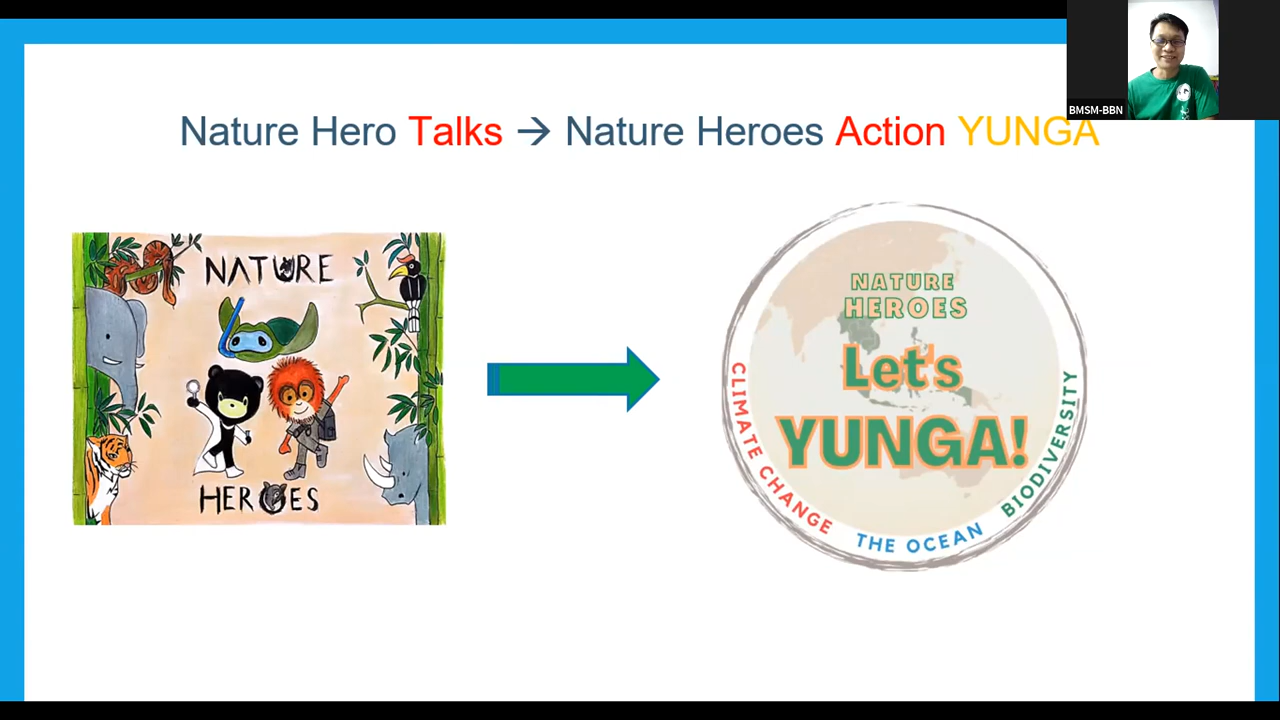 BMSM-BBN
Nature Hero Talks → Nature Heroes Action YUNGA
NATURE
HEROES
NATURE
HEROES
Let's
YUNGA!
CLIMATE CHANGE
THE OCEAN
BIODIVERSITY